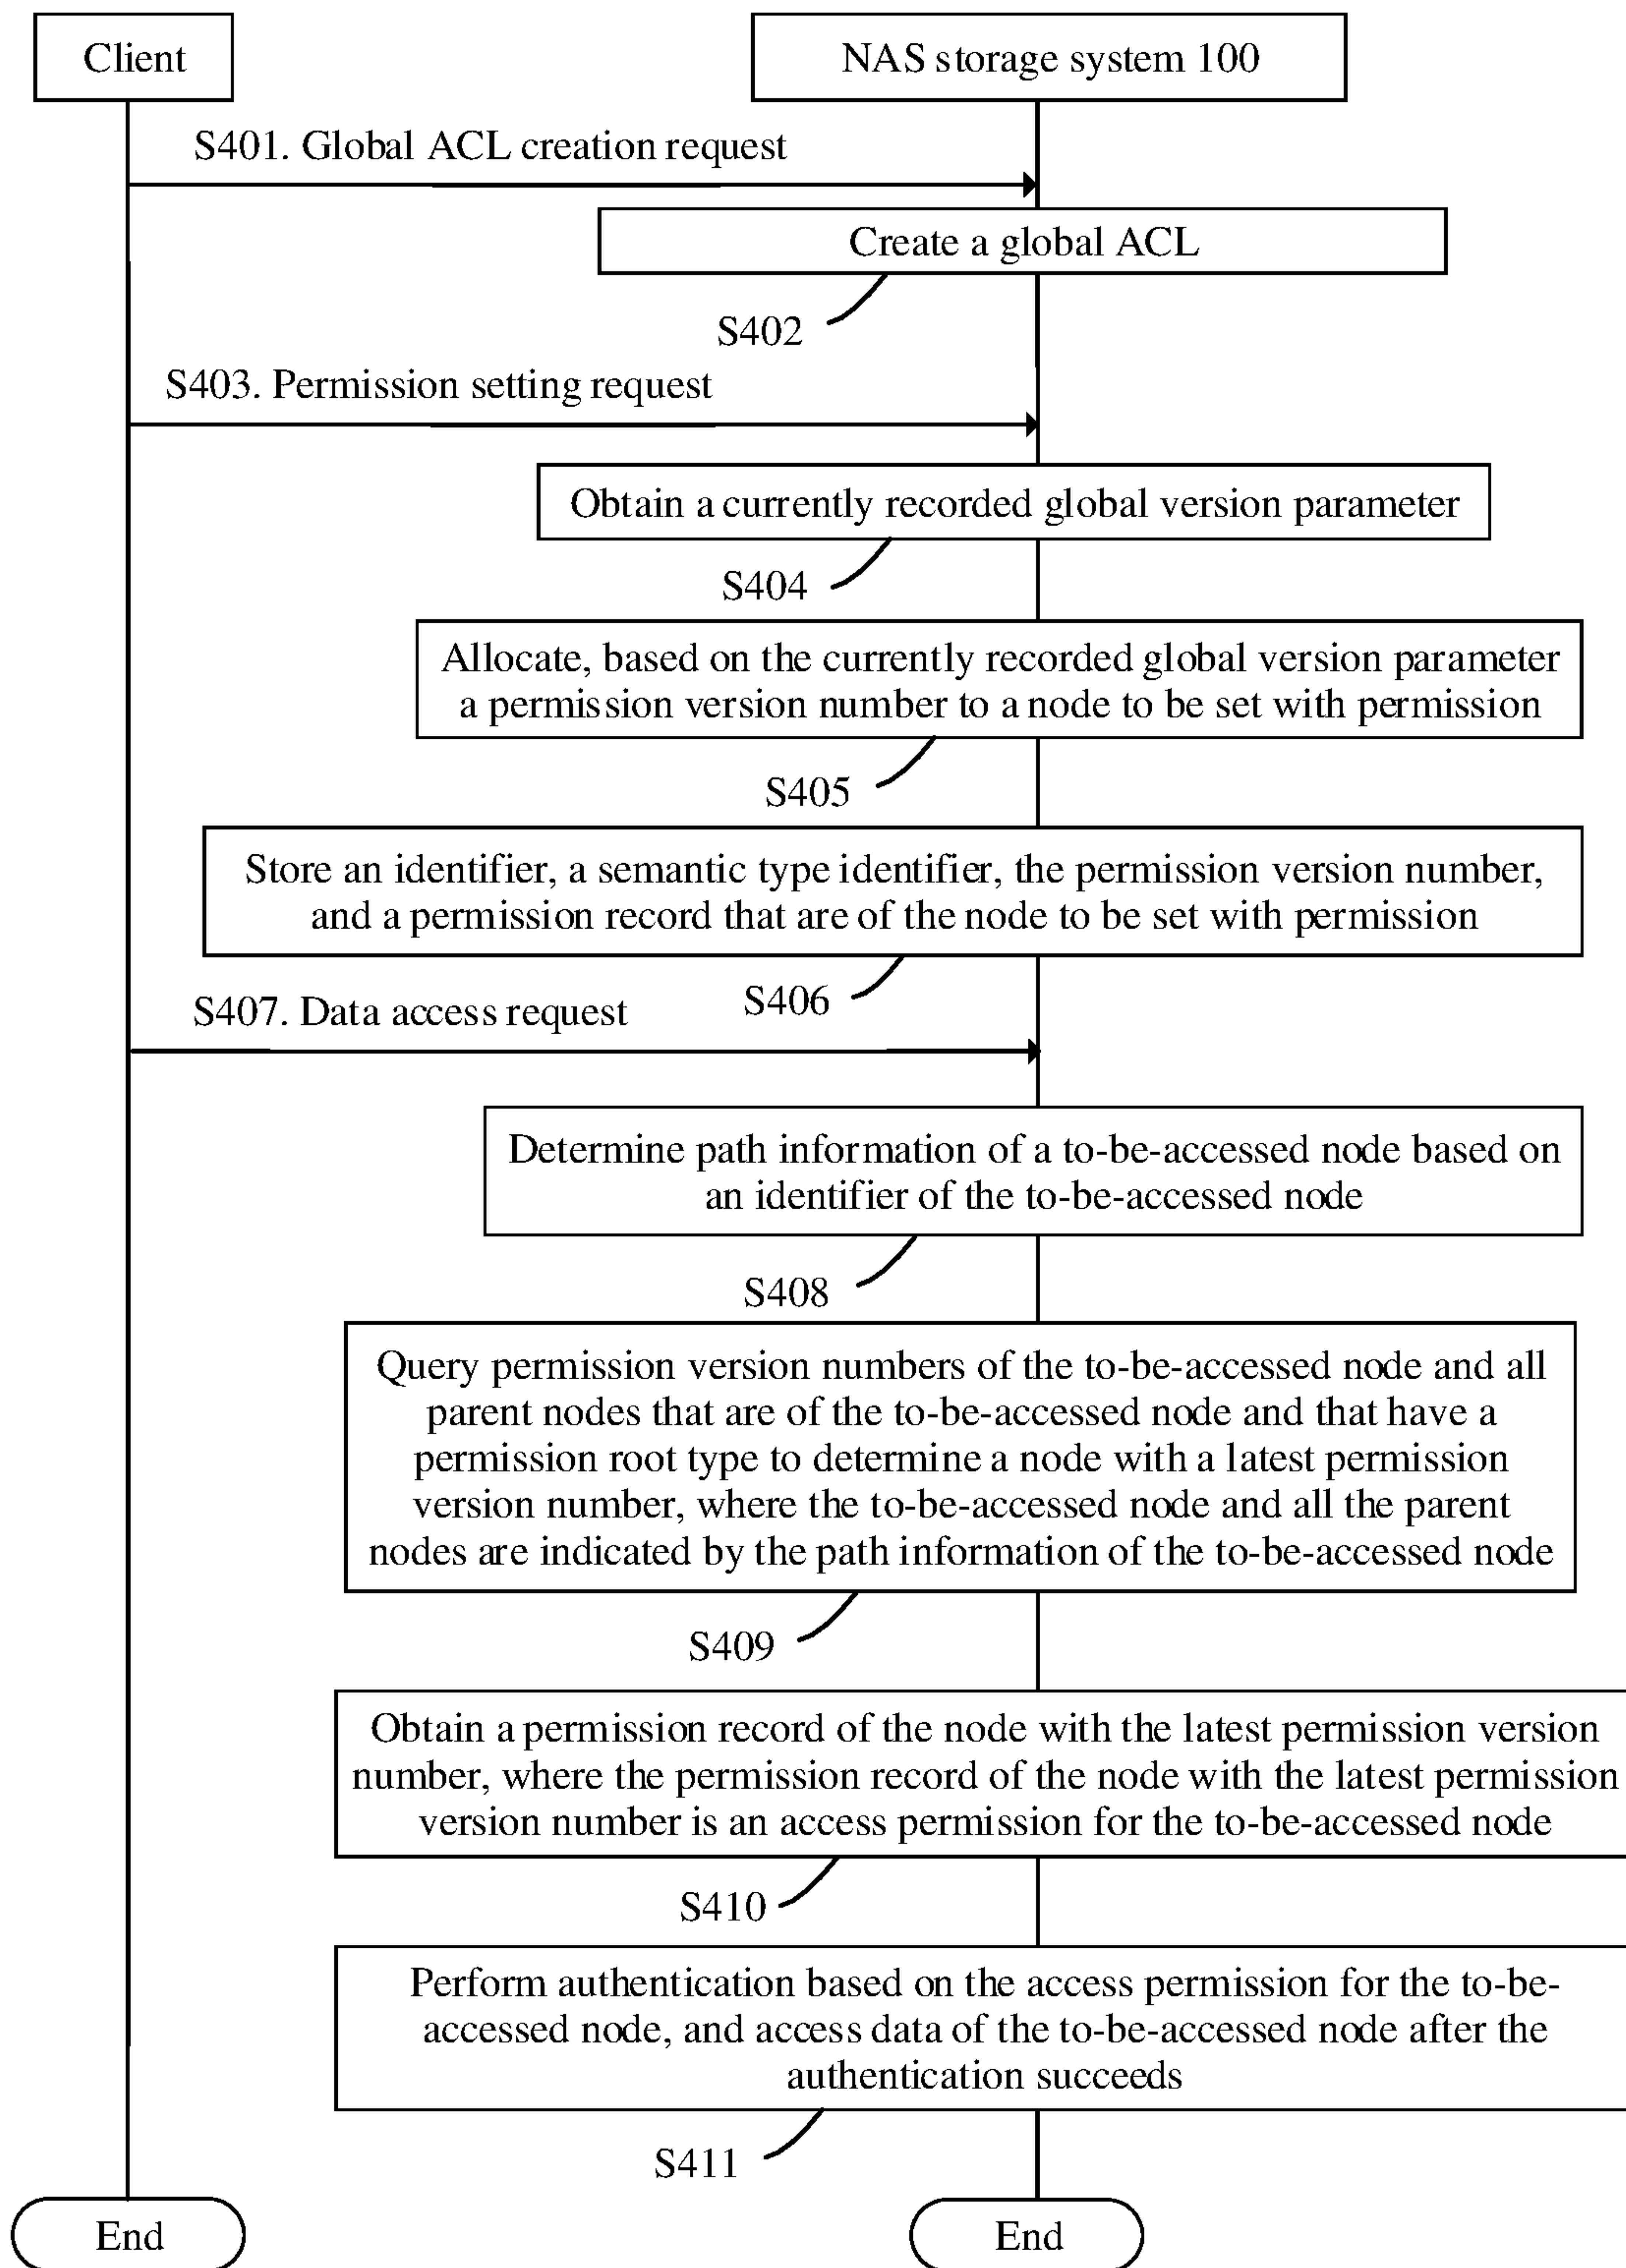 Client
NAS storage system 100
S401. Global ACL creation request
Create a global ACL
S402
S403. Permission setting request
Obtain a currently recorded global version parameter
S404
Allocate, based on the currently recorded global version parameter
a permission version number to a node to be set with permission
S405
Store an identifier, a semantic type identifier, the permission version number,
and a permission record that are of the node to be set with permission
S406
S407. Data access request
Determine path information of a to-be-accessed node based on
an identifier of the to-be-accessed node
S408
Query permission version numbers of the to-be-accessed node and all
parent nodes that are of the to-be-accessed node and that have a
permission root type to determine a node with a latest permission
version number, where the to-be-accessed node and all the parent
nodes are indicated by the path information of the to-be-accessed node
S409
Obtain a permission record of the node with the latest permission version
number, where the permission record of the node with the latest permission
version number is an access permission for the to-be-accessed node
S410
Perform authentication based on the access permission for the to-be-
accessed node, and access data of the to-be-accessed node after the
authentication succeeds
S411
End
End